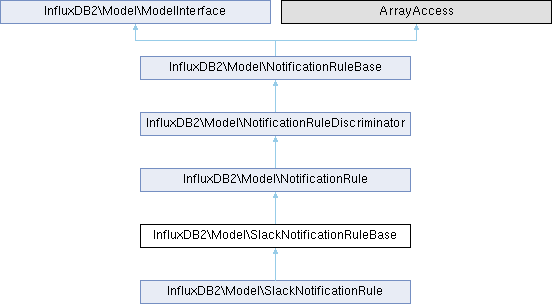 InfluxDB2\Model\ModelInterface
ArrayAccess
InfluxDB2\Model\NotificationRuleBase
InfluxDB2\Model\NotificationRuleDiscriminator
InfluxDB2\Model\NotificationRule
InfluxDB2\Model\SlackNotificationRuleBase
InfluxDB2\Model\SlackNotificationRule